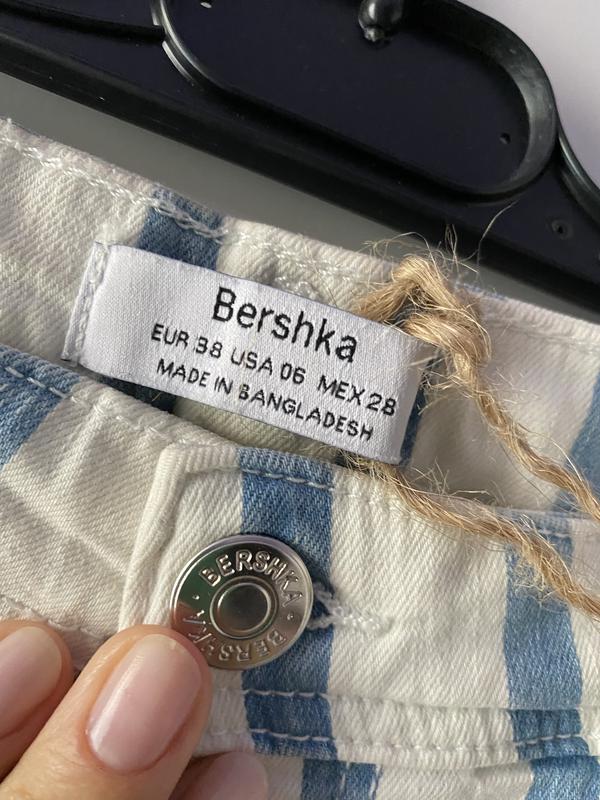 Bershka
EUR 38 USA 06 MEX 28
MADE IN BANGLADESH
BERSHKA
BERSHKA